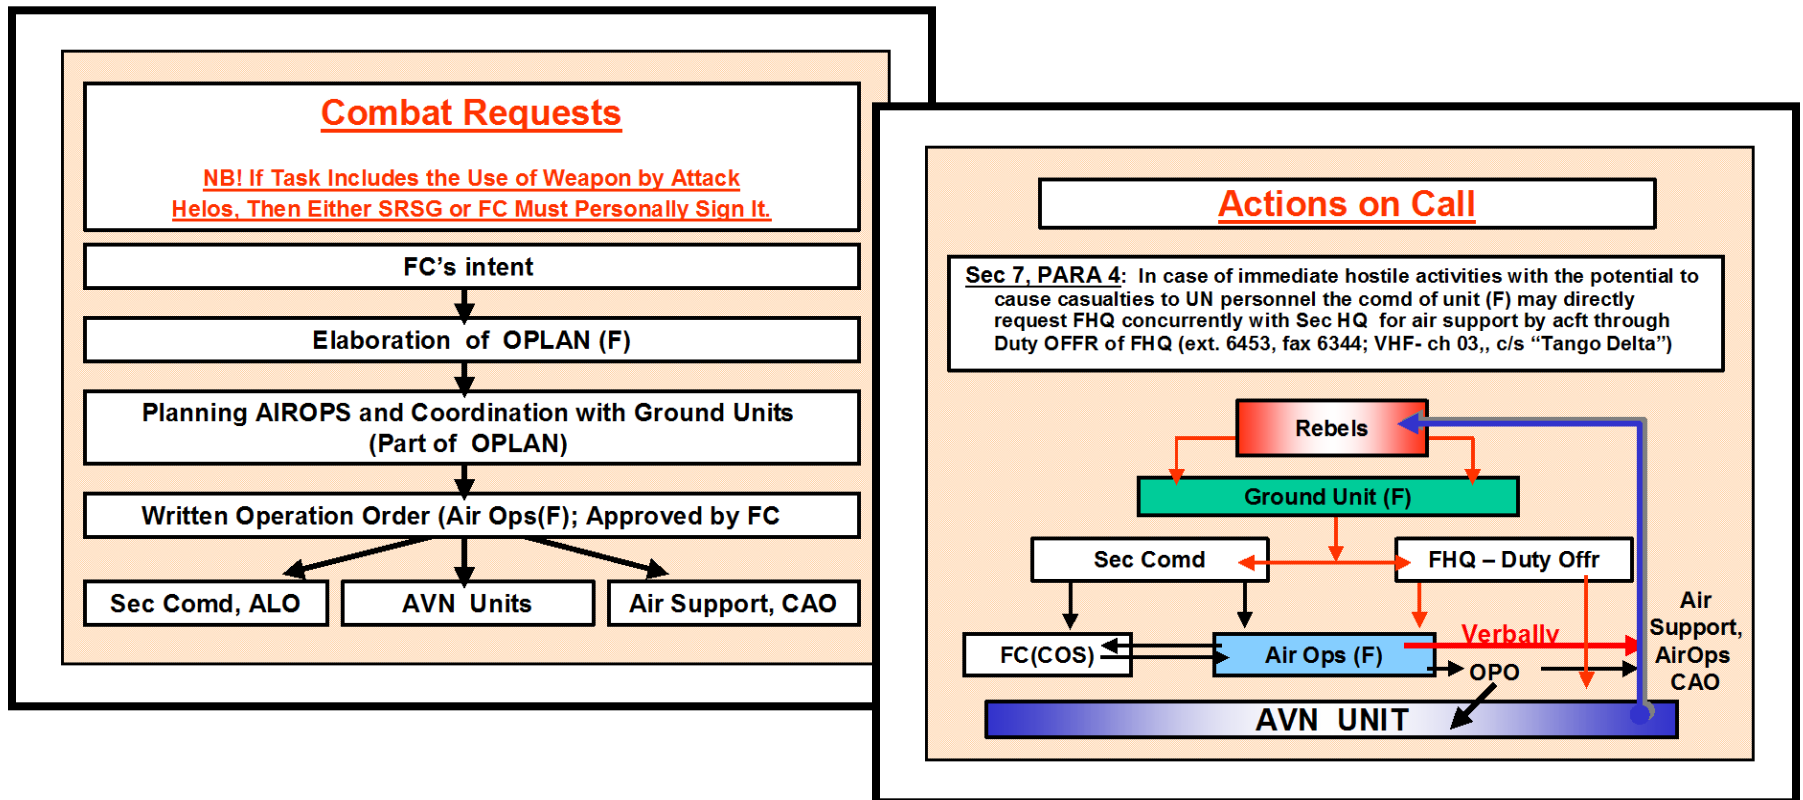 Combat Requests
NB! If Task Includes the Use of Weapon by Attack
Helos, Then Either SRSG or FC Must Personally Sign It.
FC's intent
Elaboration of OPLAN (F)
Planning AIROPS and Coordination with Ground Units
(Part of OPLAN)
Written Operation Order (Air Ops(F); Approved by FC
Sec Comd, ALO
AVN Units
Air Support, CAO
Actions on Call
Sec 7, PARA 4: In case of immediate hostile activities with the potential to
cause casualties to UN personnel the comd of unit (F) may directly
request FHQ concurrently with Sec HQ for air support by acft through
Duty OFFR of FHQ (ext. 6453, fax 6344; VHF- ch 03,, c/s “Tango Delta”)
Rebels
Ground Unit (F)
Sec Comd
FHQ – Duty Offr
FC(COS)
Air Ops (F)
Verbally
OPO
Air
Support,
AirOps
CAO
AVN UNIT